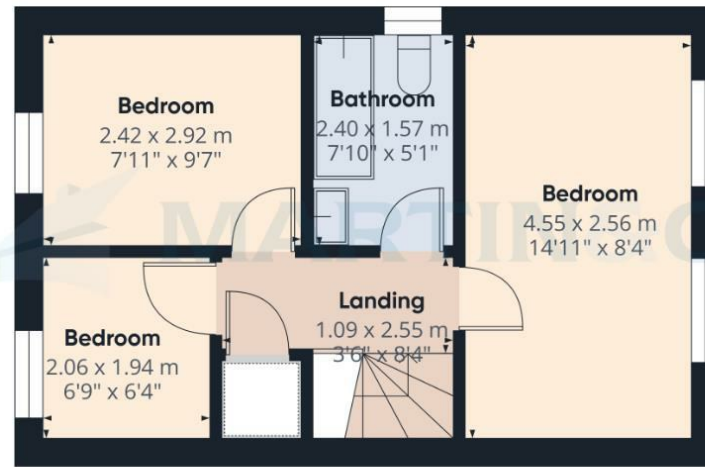 Bedroom
2.42 x 2.92 m
7'11" x 9'7"
Bathroom
2.40 x 1.57 m
7'10" x 5'1"
Bedroom
4.55 x 2.56 m
14'11" x 8'4"
Landing
1.09 x 2.55 m
3'6" x 8'4"
Bedroom
2.06 x 1.94 m
6'9" x 6'4"
MARTIN&CO